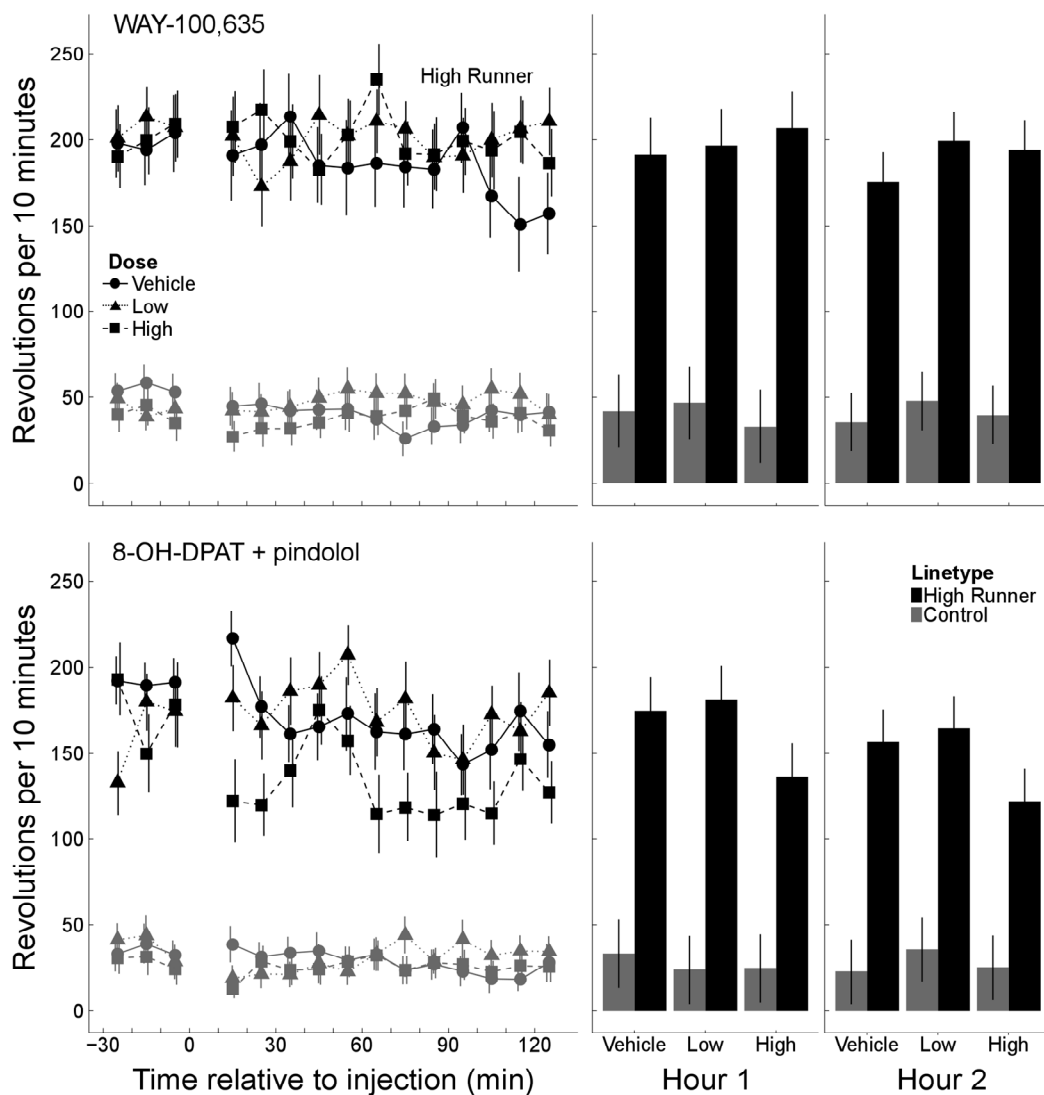 WAY-100,635
High Runner
Revolutions per 10 minutes
250
200
150
100
50
0
Dose
Vehicle
Low
High
8-OH-DPAT + pindolol
Revolutions per 10 minutes
250
200
150
100
50
0
Linetype
High Runner
Control
−30 0 30 60 90 120
Vehicle Low High
Vehicle Low High
Time relative to injection (min)
Hour 1
Hour 2